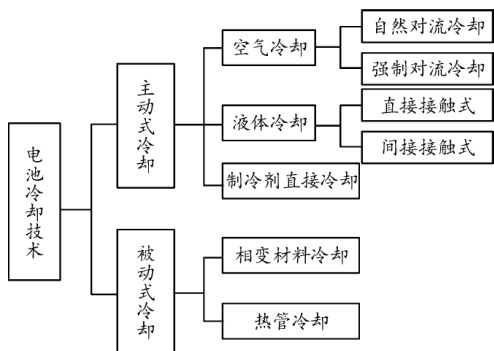 电池冷却技术
主动式冷却
空气冷却
自然对流冷却
强制对流冷却
液体冷却
直接接触式
间接接触式
制冷剂直接冷却
被动式冷却
相变材料冷却
热管冷却